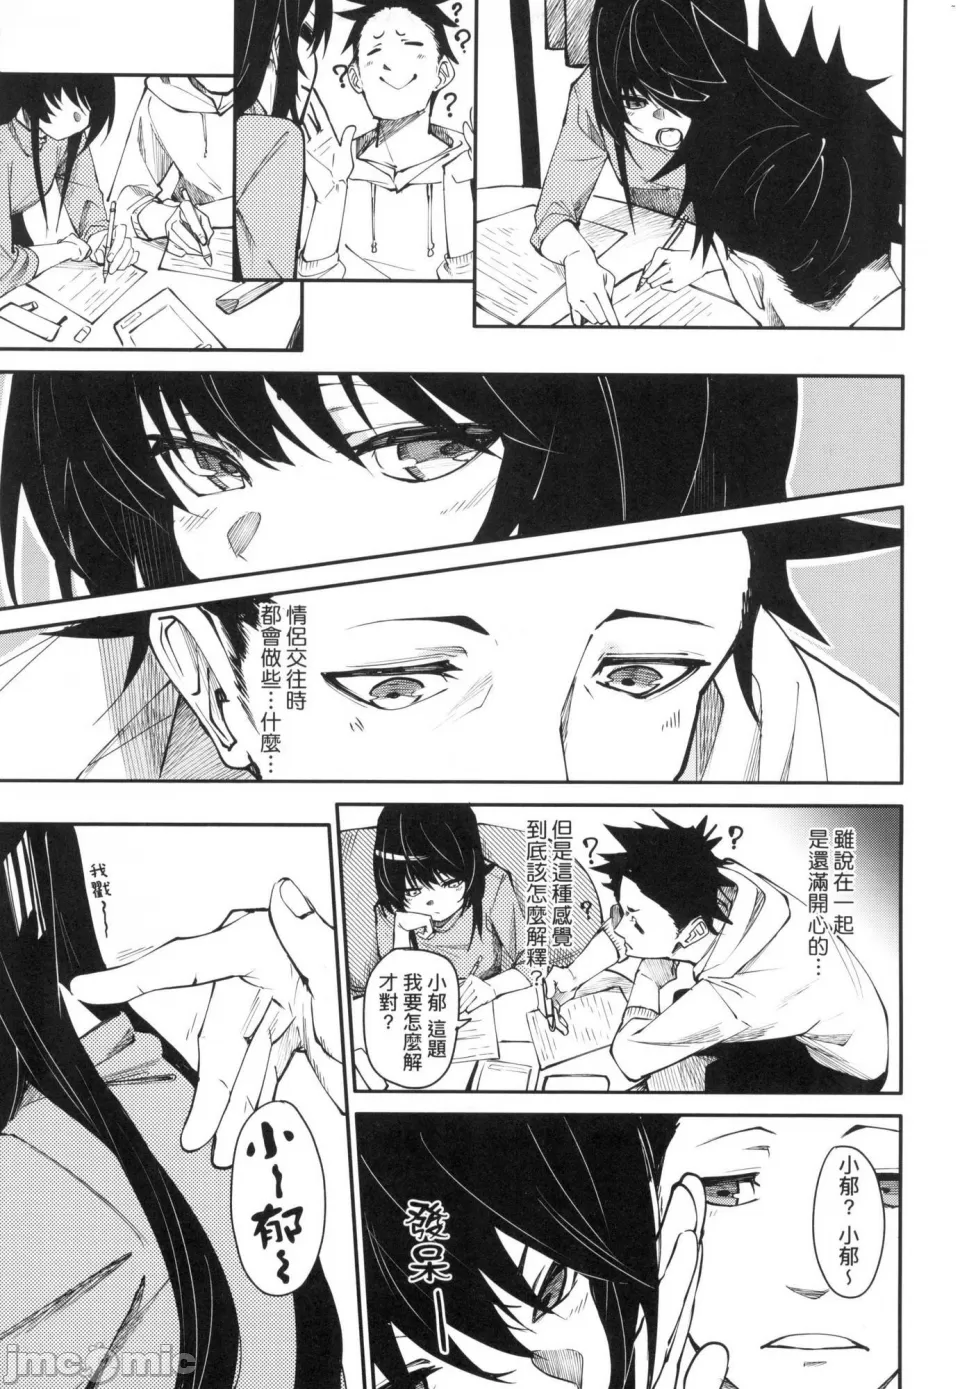 情侶交往時
都會做些…什麼…
雖說在一起
是還滿開心的…
但是這種感覺
到底該怎麼解釋？
小郁 這題
我要怎麼解
才對？
小郁？ 小郁～
發呆——
我戳～
小～郁～
jmcomic